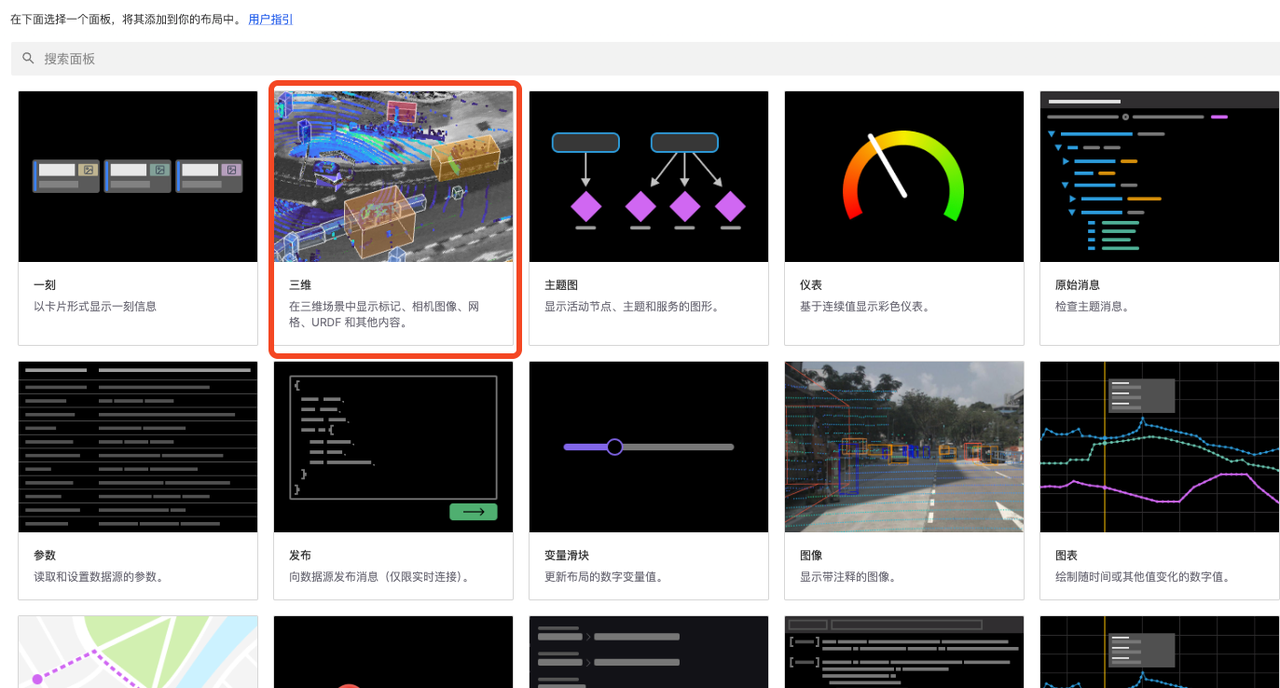 在下面选择一个面板，将其添加到你的布局中。 用户指引
搜索面板
一刻
以卡片形式显示一刻信息
三维
在三维场景中显示标记、相机图像、网
格、URDF 和其他内容。
主题图
显示活动节点、主题和服务的图形。
仪表
基于连续值显示彩色仪表。
原始消息
检查主题消息。
参数
读取和设置数据源的参数。
发布
向数据源发布消息（仅限实时连接）。
变量滑块
更新布局的数字变量值。
图像
显示带注释的图像。
图表
绘制随时间或其他值变化的数字值。